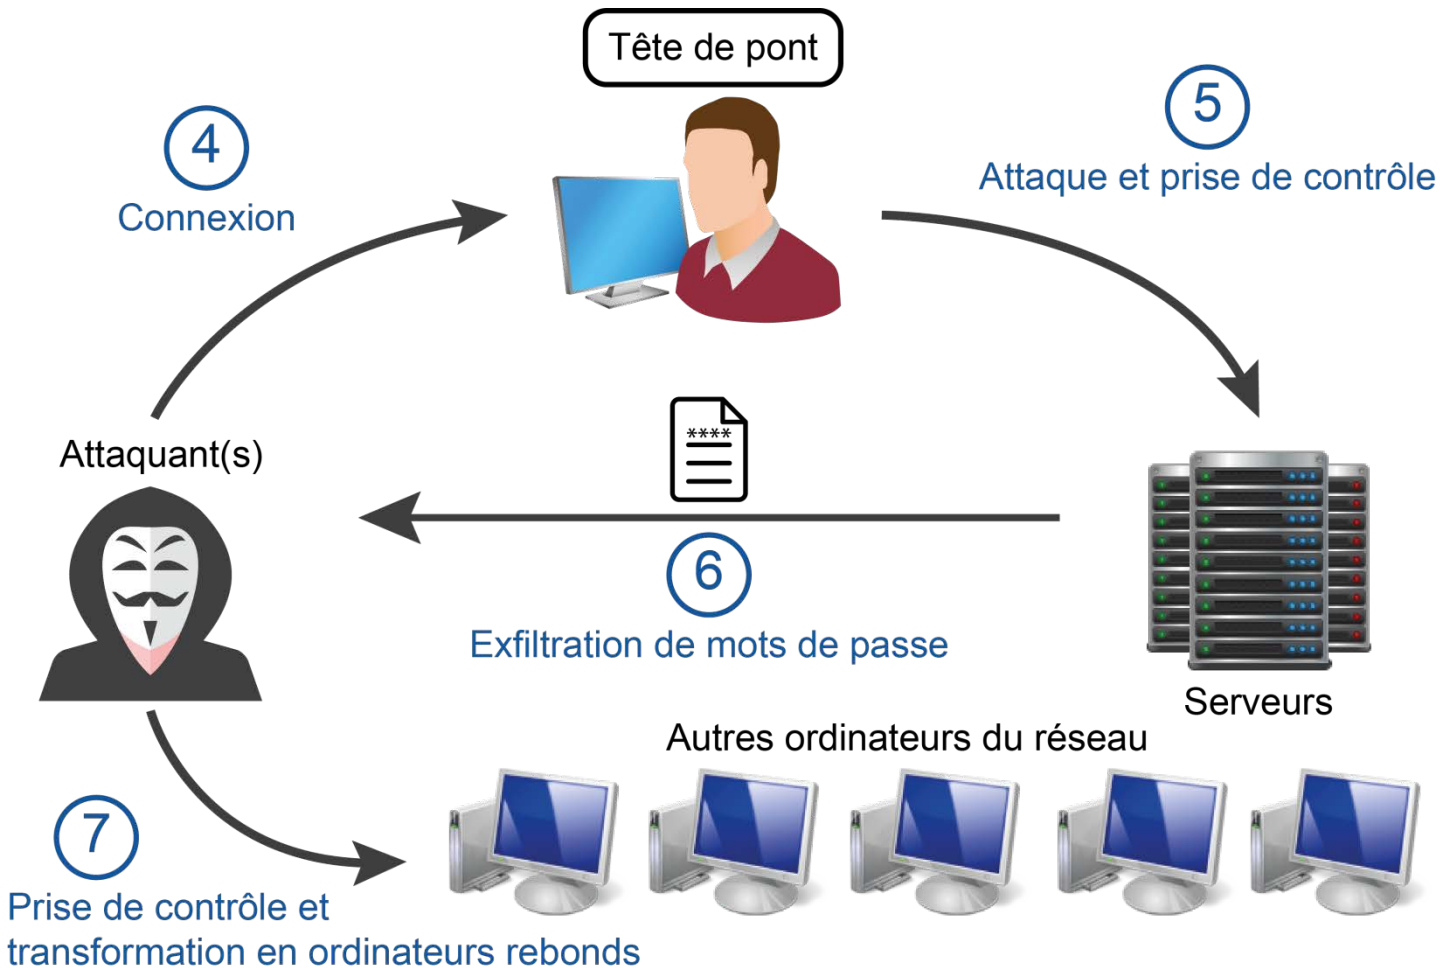 Tête de pont
4
Connexion
5
Attaque et prise de contrôle
Attaquant(s)
****
6
Exfiltration de mots de passe
Serveurs
Autres ordinateurs du réseau
7
Prise de contrôle et
transformation en ordinateurs rebonds